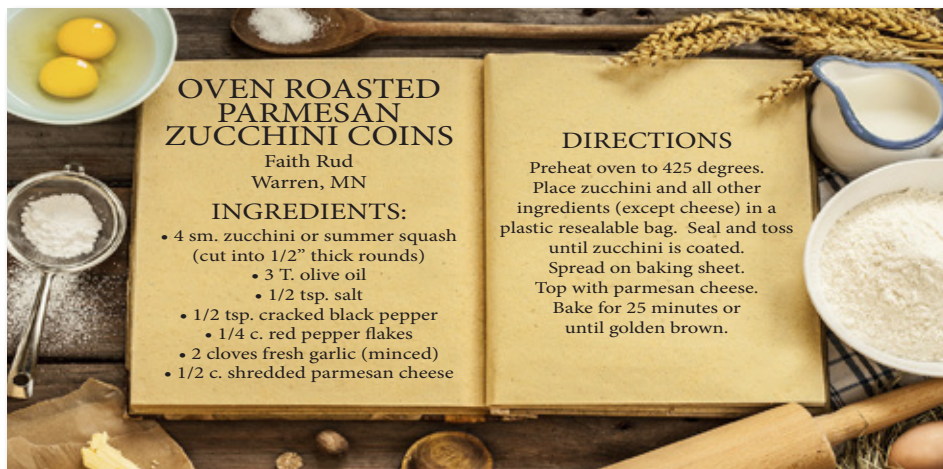 OVEN ROASTED
PARMESAN
ZUCCHINI COINS
Faith Rud
Warren, MN
INGREDIENTS:
• 4 sm. zucchini or summer squash
(cut into 1/2” thick rounds)
• 3 T. olive oil
• 1/2 tsp. salt
• 1/2 tsp. cracked black pepper
• 1/4 c. red pepper flakes
• 2 cloves fresh garlic (minced)
• 1/2 c. shredded parmesan cheese
DIRECTIONS
Preheat oven to 425 degrees.
Place zucchini and all other
ingredients (except cheese) in a
plastic resealable bag.  Seal and toss
until zucchini is coated.
Spread on baking sheet.
Top with parmesan cheese.
Bake for 25 minutes or
until golden brown.